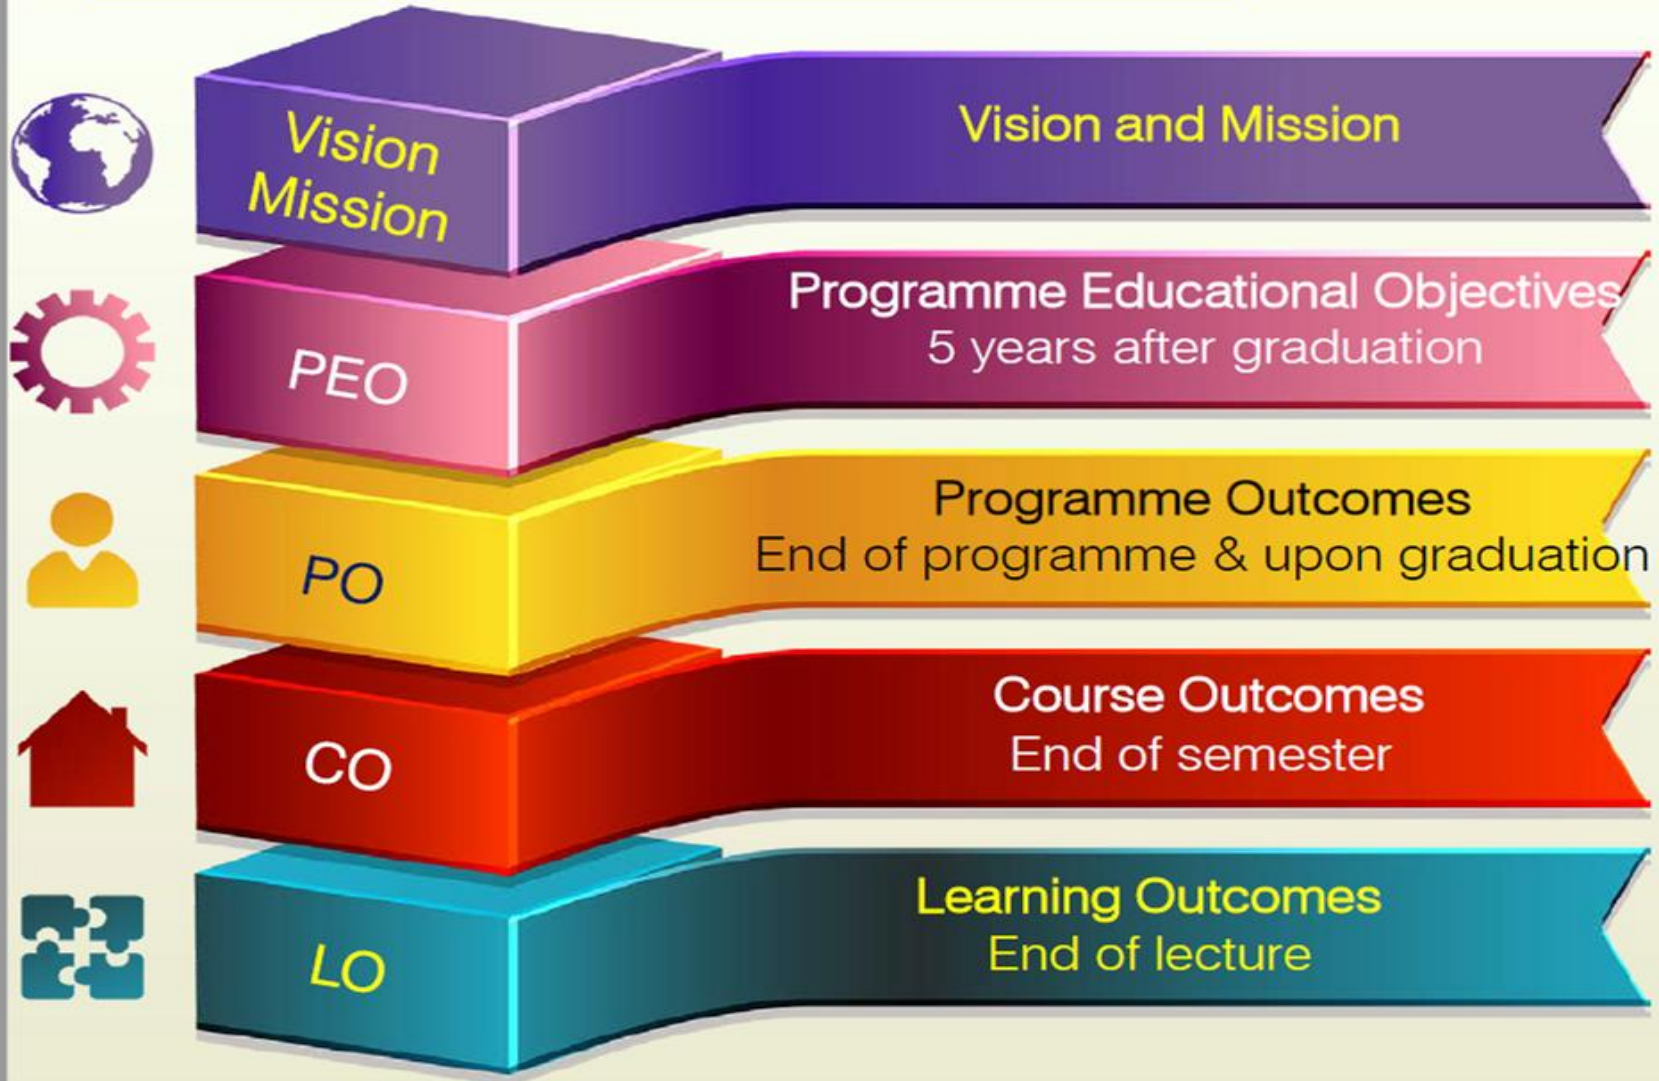 Vision
Mission
Vision and Mission
PEO
Programme Educational Objectives
5 years after graduation
PO
Programme Outcomes
End of programme & upon graduation
CO
Course Outcomes
End of semester
LO
Learning Outcomes
End of lecture